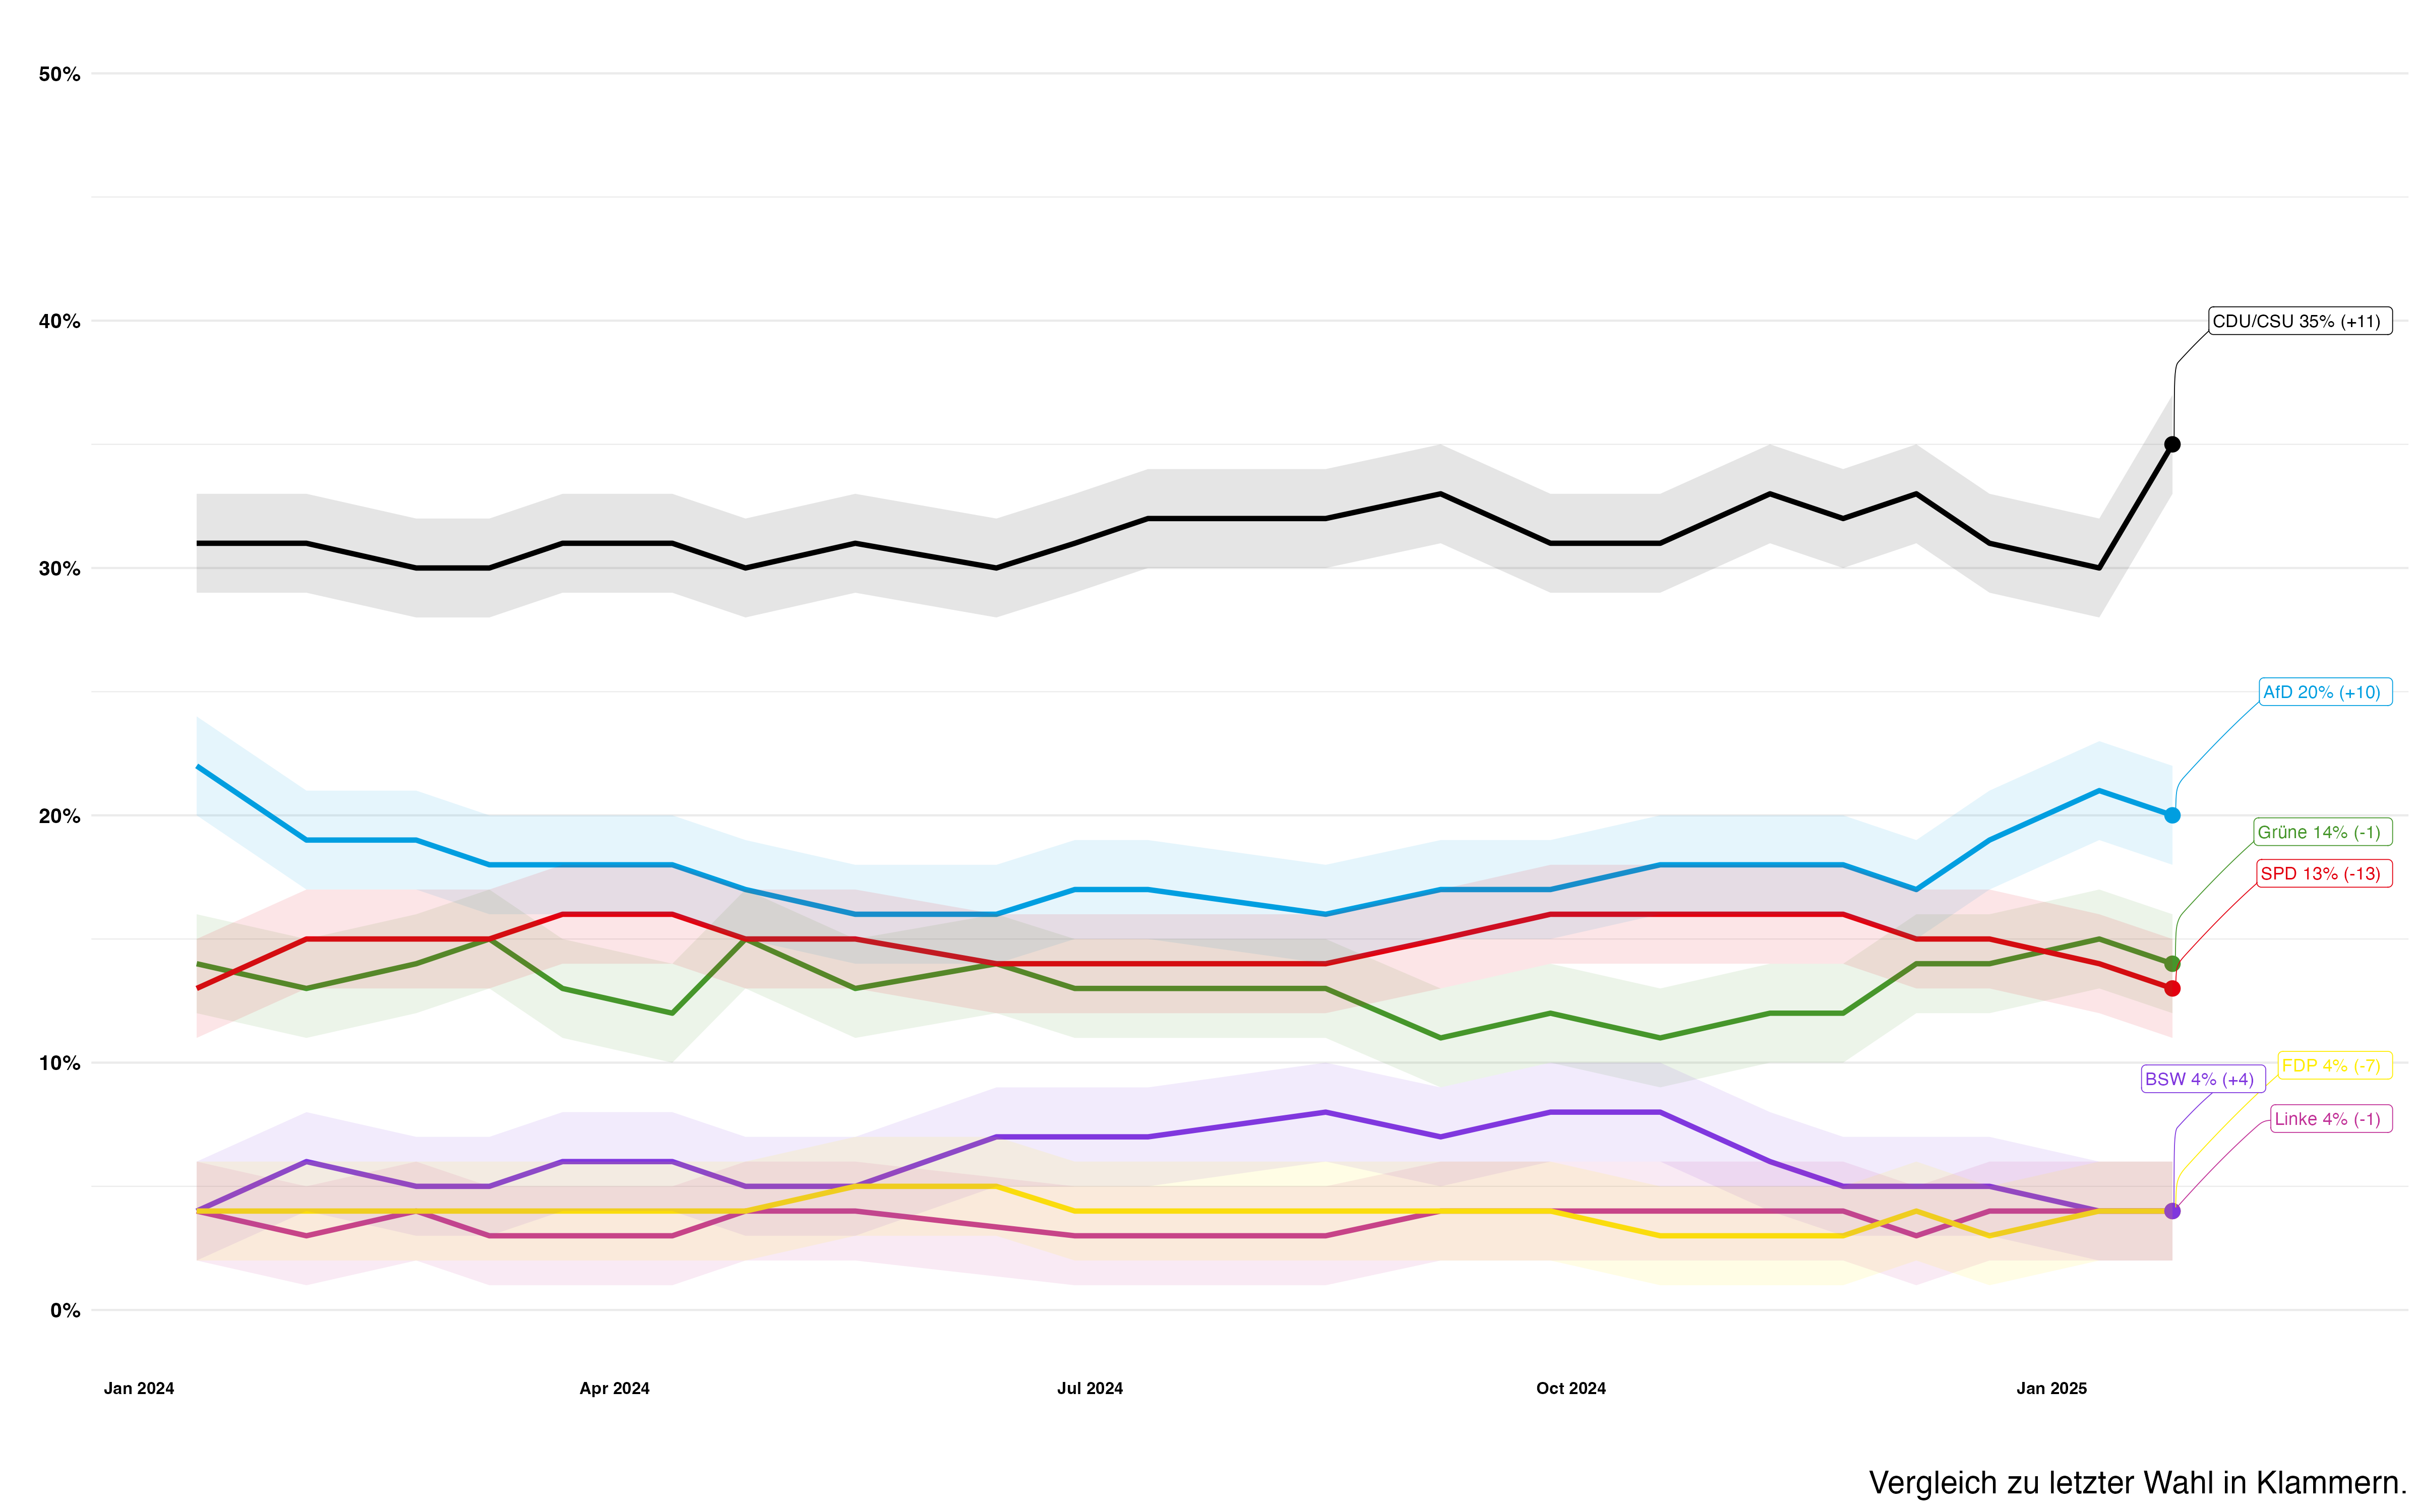 50%
40%
CDU/CSU 35% (+11)
30%
AfD 20% (+10)
20%
Grüne 14% (-1)
SPD 13% (-13)
10%
FDP 4% (-7)
BSW 4% (+4)
Linke 4% (-1)
0%
Jan 2024 Apr 2024 Jul 2024 Oct 2024 Jan 2025
Vergleich zu letzter Wahl in Klammern.